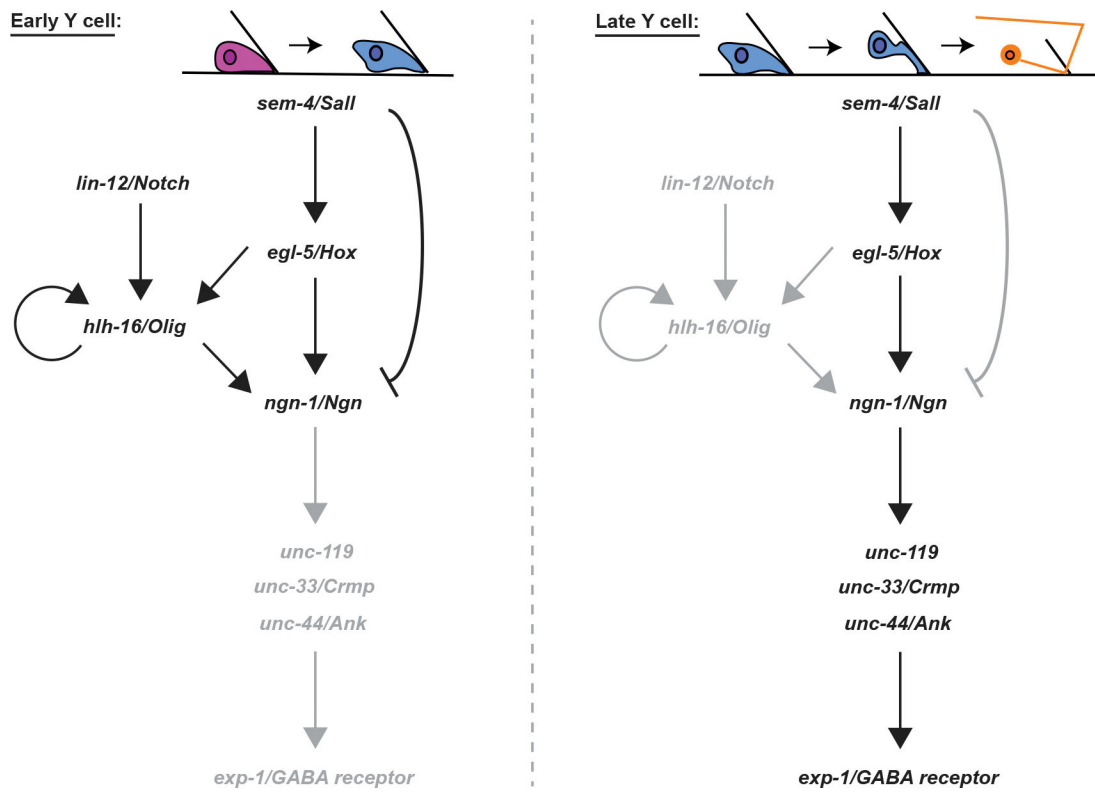 Early Y cell:
sem-4/Sall
lin-12/Notch
egl-5/Hox
hlh-16/Olig
ngn-1/Ngn
unc-119
unc-33/Crmp
unc-44/Ank
exp-1/GABA receptor
Late Y cell:
sem-4/Sall
lin-12/Notch
egl-5/Hox
hlh-16/Olig
ngn-1/Ngn
unc-119
unc-33/Crmp
unc-44/Ank
exp-1/GABA receptor